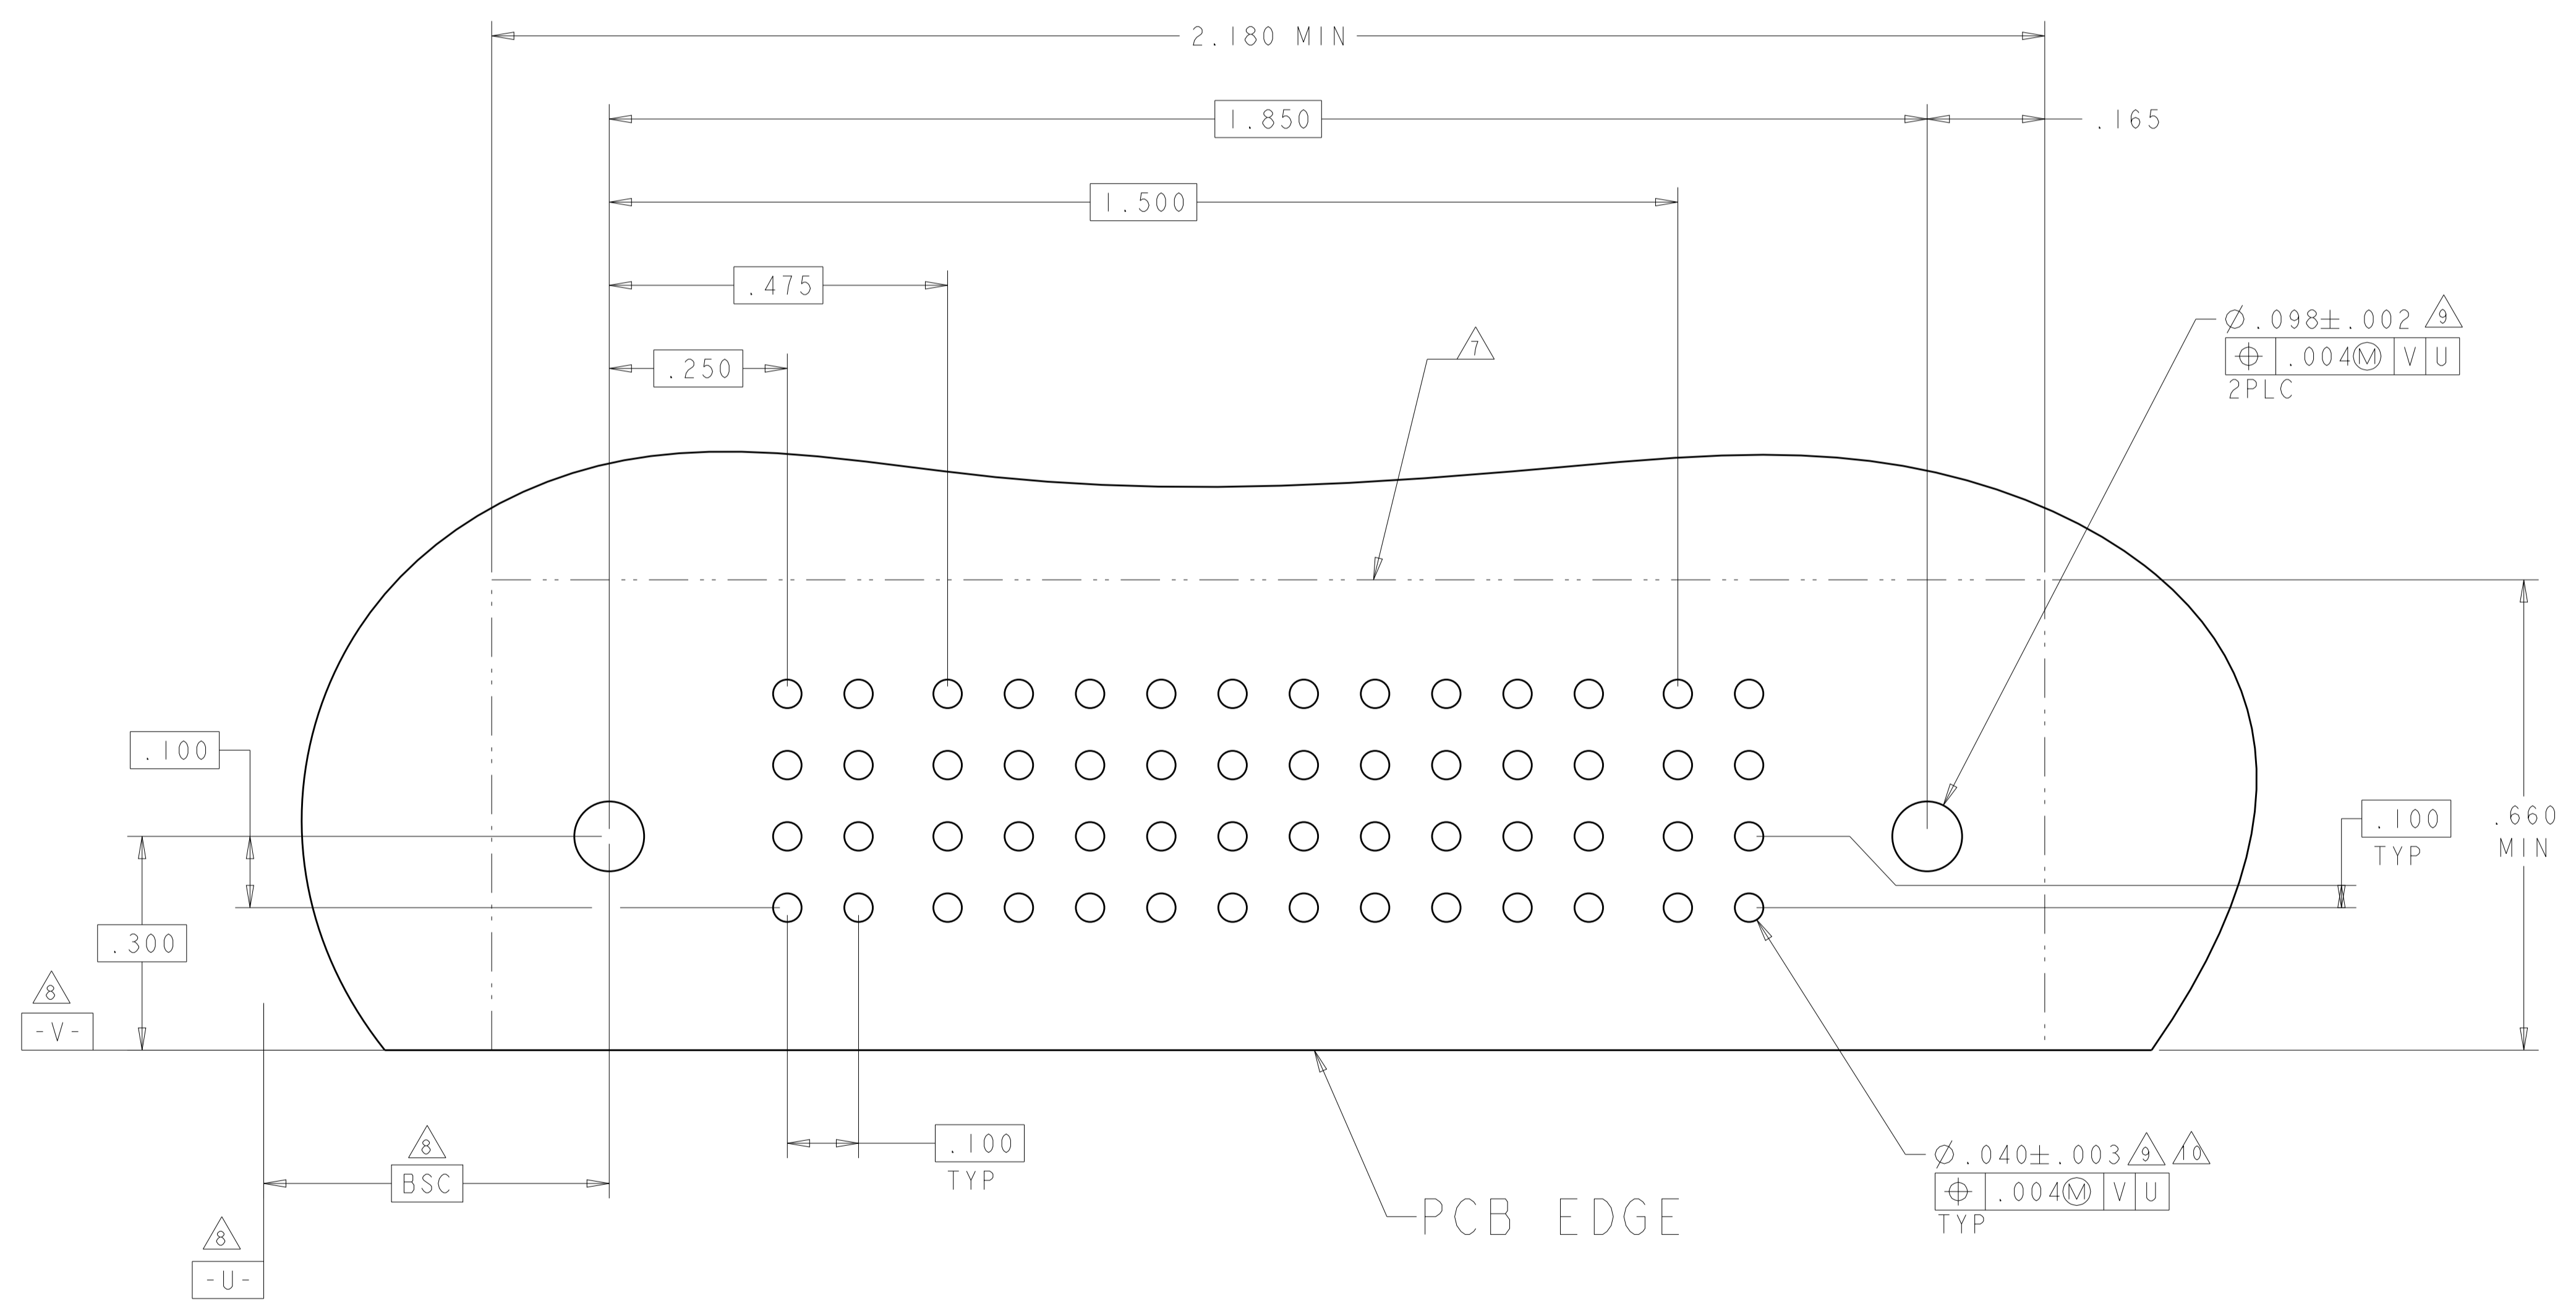 2.180 MIN
1.850
.165
1.500
.475
.250
7
Ø.098±.002 9
⌖ .004Ⓜ V U
2PLC
.100
.300
8
-V-
.100
TYP
.660
MIN
8
BSC
.100
TYP
8
-U-
PCB EDGE
Ø.040±.003 9 10
⌖ .004Ⓜ V U
TYP